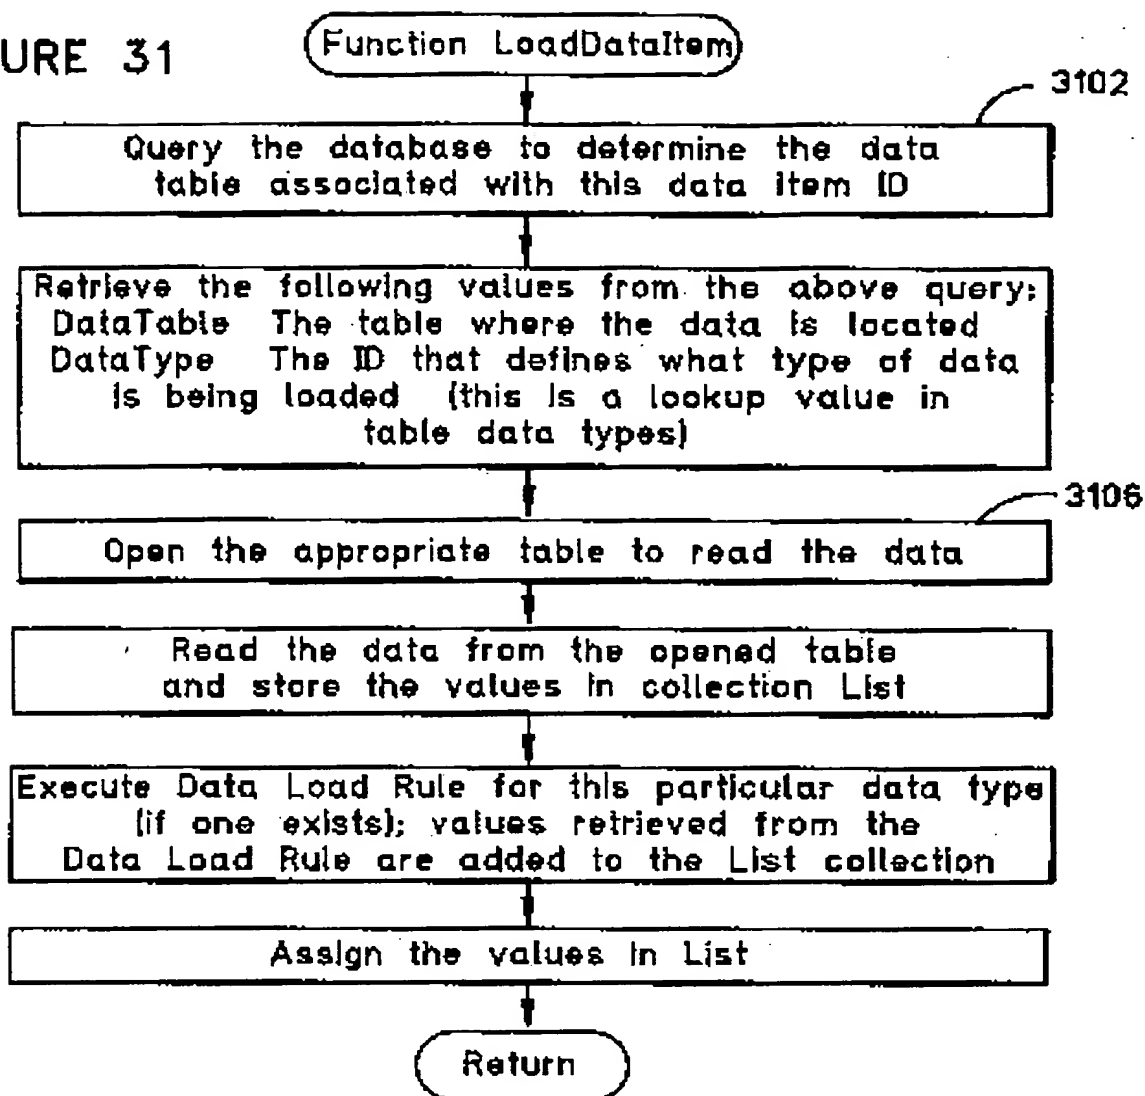 URE 31
Function LoadDataItem
3102
Query the database to determine the data
table associated with this data item ID
Retrieve the following values from the above query:
DataTable The table where the data is located
DataType The ID that defines what type of data
is being loaded (this is a lookup value in
table data types)
3106
Open the appropriate table to read the data
Read the data from the opened table
and store the values in collection List
Execute Data Load Rule for this particular data type
(if one exists); values retrieved from the
Data Load Rule are added to the List collection
Assign the values in List
Return